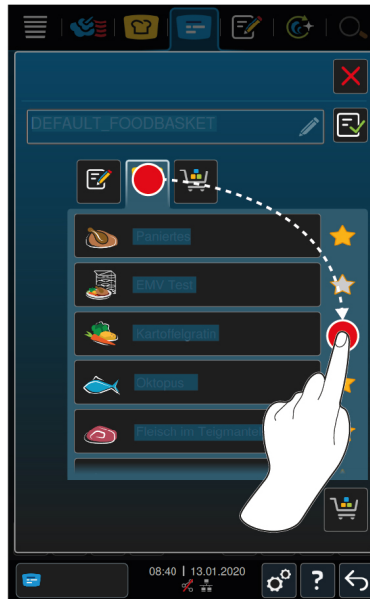 DEFAULT_FOODBASKET
Paniertes
EMV Test
Kartoffelgratin
Oktopus
Fleisch im Teigmantel
08:40 | 13.01.2020
?